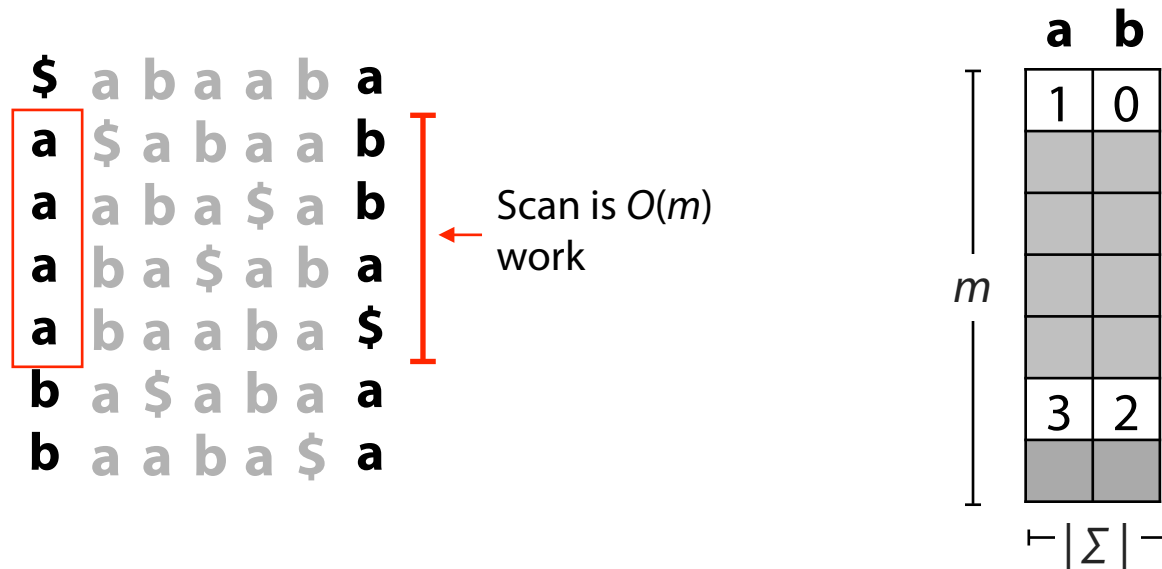 $ a b a a b a
a $ a b a a b
a a b a $ a b
a b a $ a b a
a b a a b a $
b a $ a b a a
b a a b a $ a
Scan is O(m)
work
a b
1 0
3 2
m
|Σ|